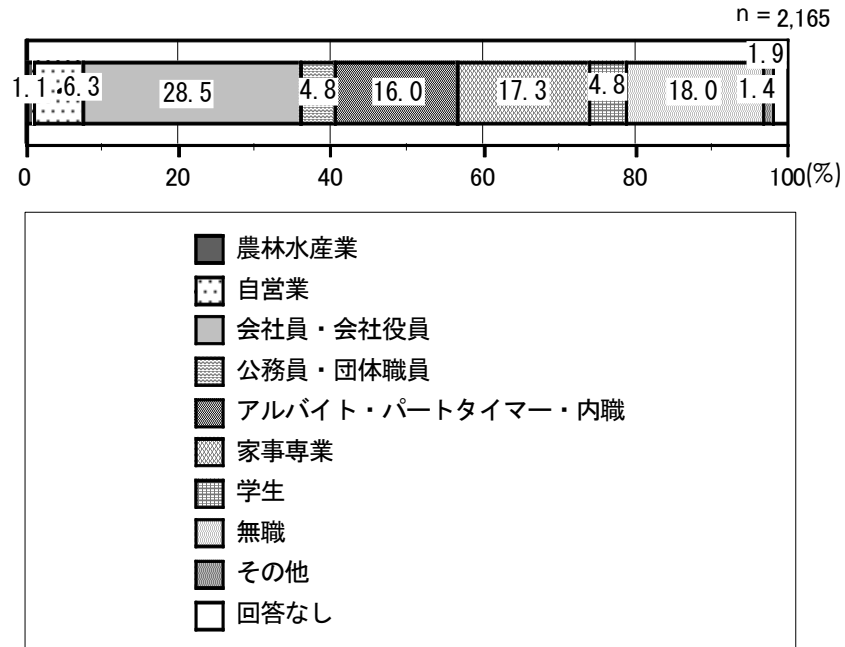 n = 2,165
1.9
1.1 6.3 28.5 4.8 16.0 17.3 4.8 18.0 1.4
0 20 40 60 80 100(%)
農林水産業
自営業
会社員・会社役員
公務員・団体職員
アルバイト・パートタイマー・内職
家事専業
学生
無職
その他
回答なし